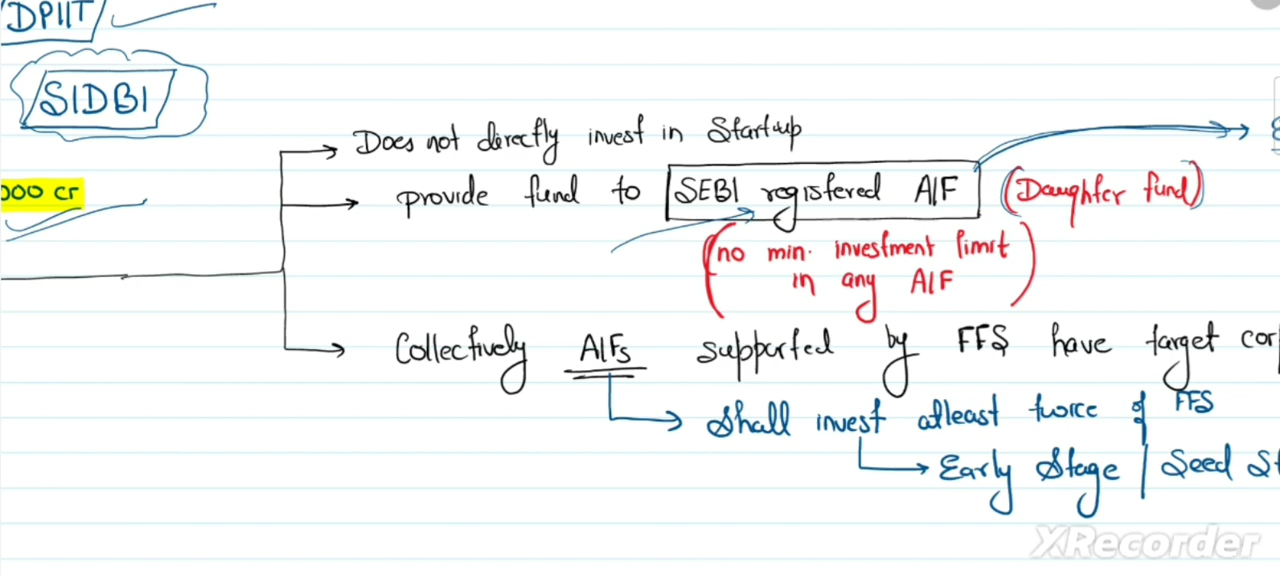 DPIIT
SIDBI
Does not directly invest in Startup
000 cr
provide fund to SEBI registered AIF (Daughter fund)
(no min. investment limit
in any AIF)
Collectively AIFs supported by FFS have target cor
Shall invest atleast twice of FFS
Early Stage | Seed St
XRecorder